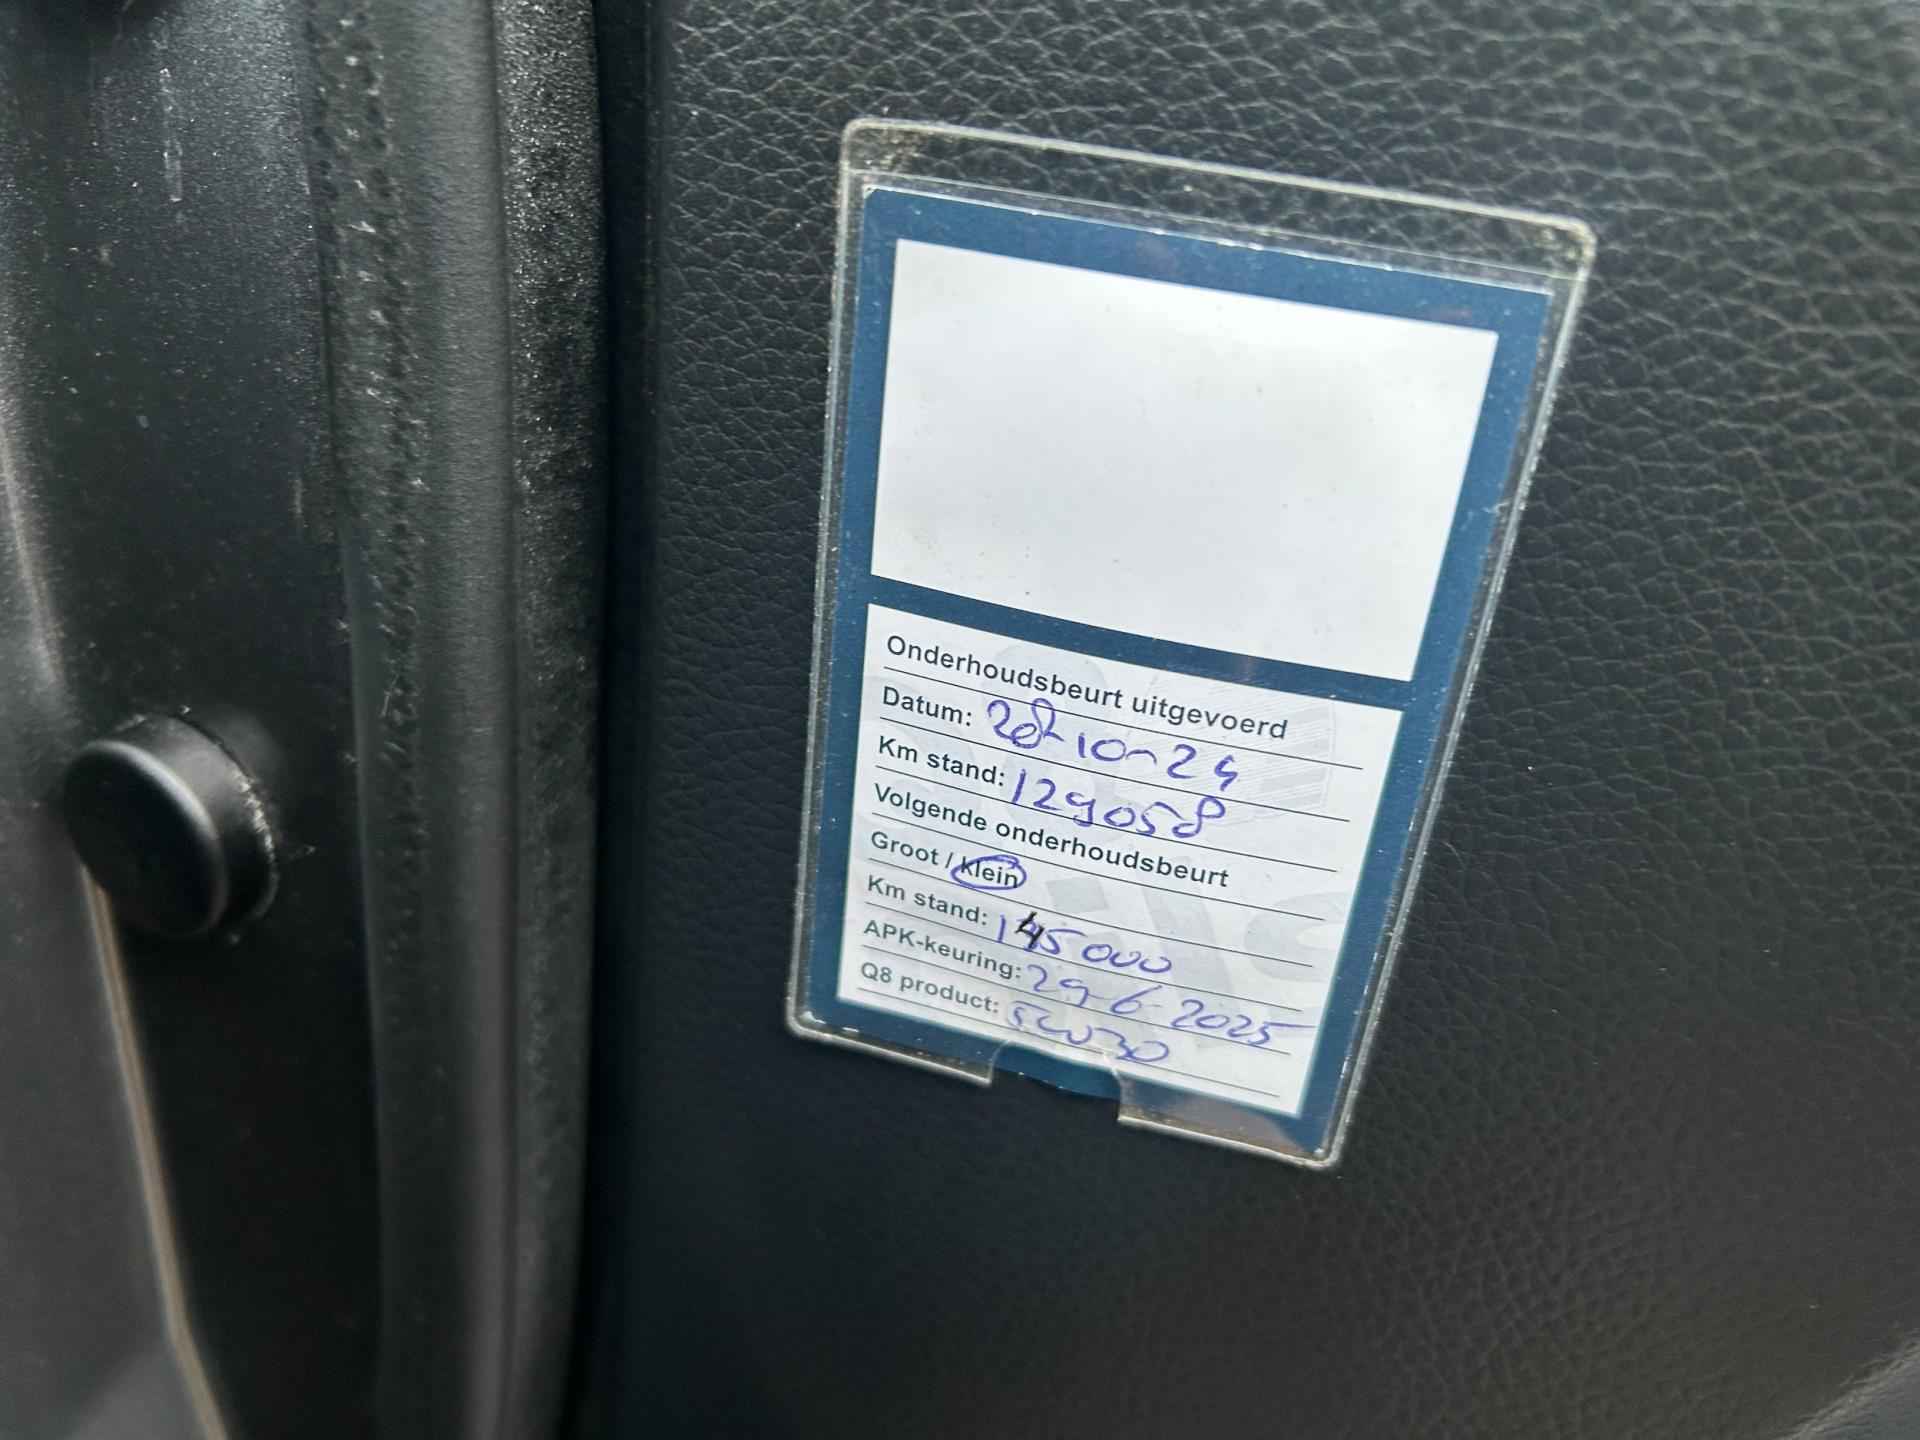 Onderhoudsbeurt uitgevoerd
Datum: 28-10-24
Km stand: 129058
Volgende onderhoudsbeurt
Groot / klein
Km stand: 145000
APK-keuring: 29-6-2025
Q8 product: 5w30